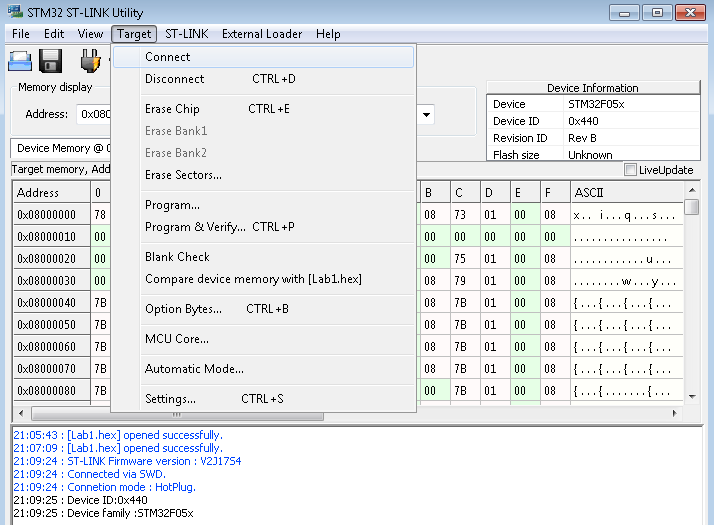 STM32 ST-LINK Utility
File Edit View Target ST-LINK External Loader Help
Memory display
Address: 0x080
Device Information
Device STM32F05x
Device ID 0x440
Revision ID Rev B
Flash size Unknown
Device Memory @ 0
LiveUpdate
Target memory, Add
Connect
Disconnect CTRL+D
Erase Chip CTRL+E
Erase Bank1
Erase Bank2
Erase Sectors...
Program...
Program & Verify... CTRL+P
Blank Check
Compare device memory with [Lab1.hex]
Option Bytes... CTRL+B
MCU Core...
Automatic Mode...
Settings... CTRL+S
Address 0 B C D E F ASCII
0x08000000 78 08 73 01 00 08 x.. i...q...s...
0x08000010 00 00 00 00 00 00 ................
0x08000020 00 00 75 01 00 08 ............u...
0x08000030 00 08 79 01 00 08 ........w...y...
0x08000040 7B 08 7B 01 00 08 {...{...{...{...
0x08000050 7B 08 7B 01 00 08 {...{...{...{...
0x08000060 7B 08 7B 01 00 08 {...{...{...{...
0x08000070 7B 08 7B 01 00 08 {...{...{...{...
0x08000080 7B 00 7B 01 00 08 {...{.......{...
21:05:43 : [Lab1.hex] opened successfully.
21:07:09 : [Lab1.hex] opened successfully.
21:09:24 : ST-LINK Firmware version : V2J17S4
21:09:24 : Connected via SWD.
21:09:24 : Connetion mode : HotPlug.
21:09:25 : Device ID:0x440
21:09:25 : Device family :STM32F05x